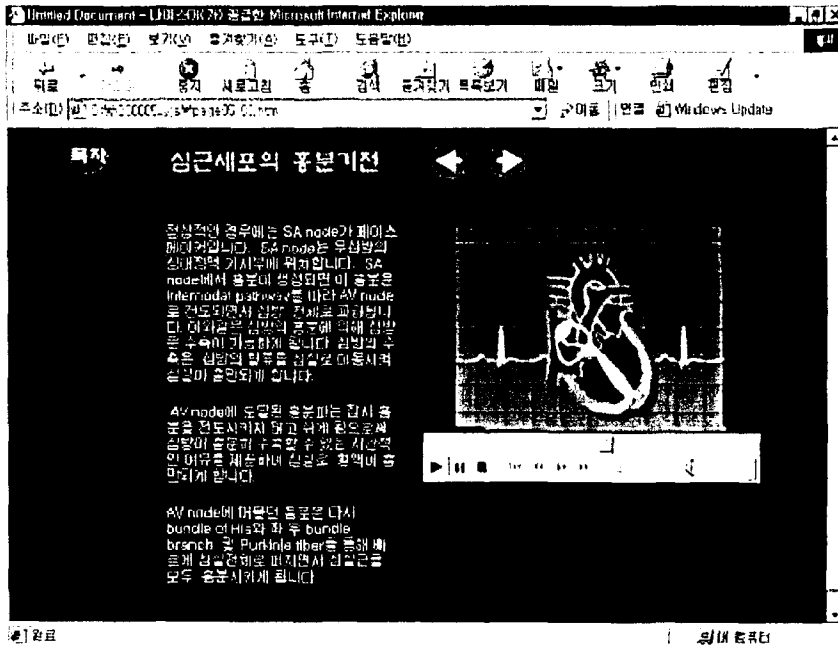 Untitled Document - 나이스(가) 공급한 Microsoft Internet Explorer
파일(F) 편집(E) 보기(V) 즐겨찾기(A) 도구(T) 도움말(H)
뒤로 중지 새로고침 홈 검색 즐겨찾기 목록보기 메일 크기 인쇄 편집
주소(D) 이동 연결 Windows Update
목차 심근세포의 흥분기전
정상적인 경우에는 SA node가 페이스
메이커입니다. SA node는 우심방의
상대정맥 기시부에 위치합니다. SA
node에서 흥분이 생성되면 이 흥분은
Internodal pathway를 따라 AV node
로 전도되면서 심방 전체로 파급됩니
다. 이와같은 심방의 흥분에 의해 심방
은 수축이 가능하게 됩니다. 심방의 수
축은 심방의 혈류를 심실로 이동시켜
심실이 충만되게 합니다.
AV node에 도달된 흥분파는 잠시 흥
분을 전도시키지 않고 쉬게 됨으로써
심방이 충분히 수축할 수 있는 시간적
인 여유를 제공하며 심실로 혈액이 충
만되게 합니다.
AV node에 머물던 흥분은 다시
bundle of His와 좌 우 bundle
branch 및 Purkinje fiber를 통해 빠
르게 심실전체로 퍼지면서 심실근을
모두 흥분시키게 됩니다
완료 내 컴퓨터